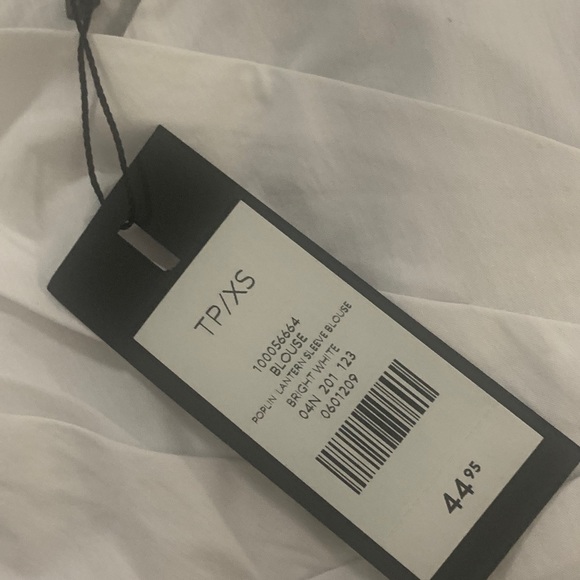 TP/XS
100056664
BLOUSE
POPLIN LANTERN SLEEVE BLOUSE
BRIGHT WHITE
04N 201 123
0601209
44 95